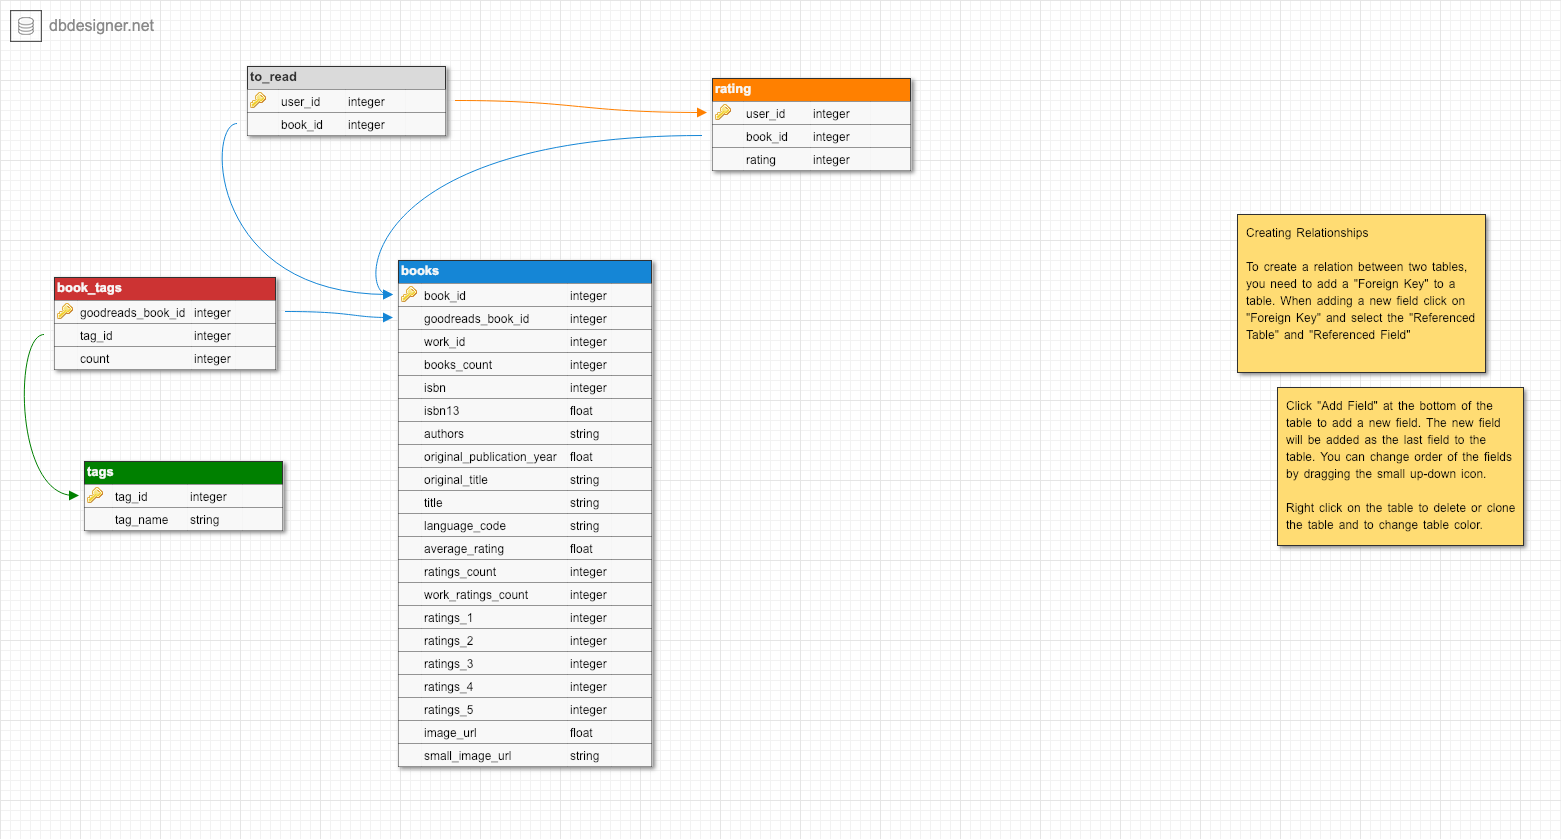 dbdesigner.net
to_read
user_id integer
book_id integer
rating
user_id integer
book_id integer
rating integer
book_tags
goodreads_book_id integer
tag_id integer
count integer
tags
tag_id integer
tag_name string
books
book_id integer
goodreads_book_id integer
work_id integer
books_count integer
isbn integer
isbn13 float
authors string
original_publication_year float
original_title string
title string
language_code string
average_rating float
ratings_count integer
work_ratings_count integer
ratings_1 integer
ratings_2 integer
ratings_3 integer
ratings_4 integer
ratings_5 integer
image_url float
small_image_url string
Creating Relationships
To create a relation between two tables,
you need to add a "Foreign Key" to a
table. When adding a new field click on
"Foreign Key" and select the "Referenced
Table" and "Referenced Field"
Click "Add Field" at the bottom of the
table to add a new field. The new field
will be added as the last field to the
table. You can change order of the fields
by dragging the small up-down icon.
Right click on the table to delete or clone
the table and to change table color.